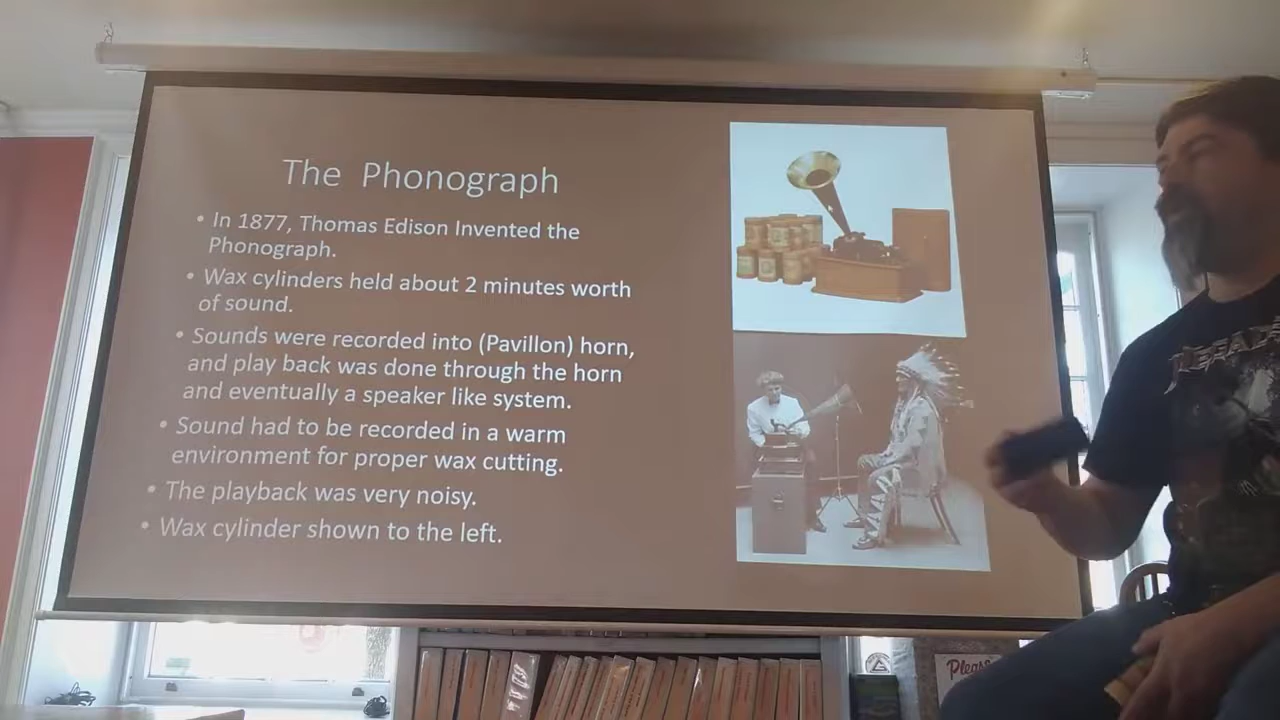 The Phonograph
• In 1877, Thomas Edison Invented the
Phonograph.
• Wax cylinders held about 2 minutes worth
of sound.
• Sounds were recorded into (Pavillon) horn,
and play back was done through the horn
and eventually a speaker like system.
• Sound had to be recorded in a warm
environment for proper wax cutting.
• The playback was very noisy.
• Wax cylinder shown to the left.
Please